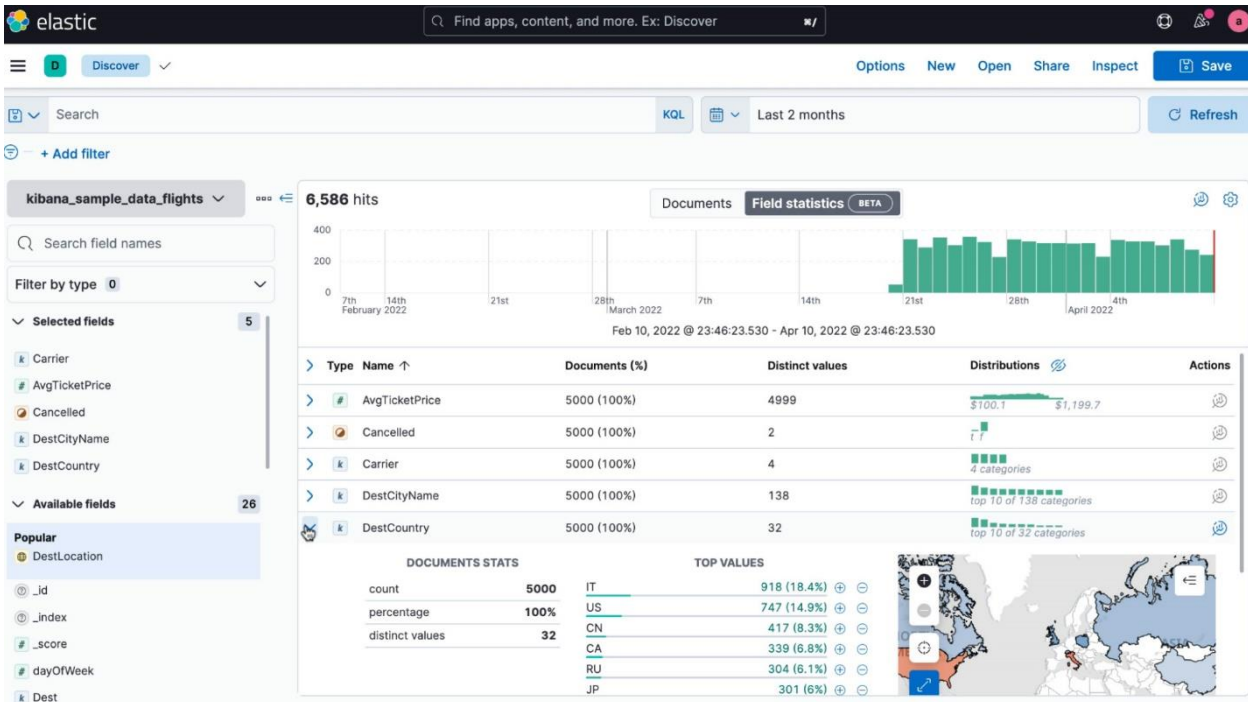 elastic
Find apps, content, and more. Ex: Discover ⌘/
a
D Discover Options New Open Share Inspect Save
Search KQL Last 2 months Refresh
+ Add filter
kibana_sample_data_flights
Search field names
Filter by type 0
Selected fields 5
k Carrier
# AvgTicketPrice
Cancelled
k DestCityName
k DestCountry
Available fields 26
Popular
DestLocation
_id
_index
# _score
# dayOfWeek
k Dest
6,586 hits Documents Field statistics BETA
400
200
0
7th 14th 21st 28th 7th 14th 21st 28th 4th
February 2022 March 2022 April 2022
Feb 10, 2022 @ 23:46:23.530 - Apr 10, 2022 @ 23:46:23.530
Type Name ↑ Documents (%) Distinct values Distributions Actions
# AvgTicketPrice 5000 (100%) 4999 $100.1 $1,199.7
Cancelled 5000 (100%) 2 t f
k Carrier 5000 (100%) 4 4 categories
k DestCityName 5000 (100%) 138 top 10 of 138 categories
k DestCountry 5000 (100%) 32 top 10 of 32 categories
DOCUMENTS STATS
count 5000
percentage 100%
distinct values 32
TOP VALUES
IT 918 (18.4%)
US 747 (14.9%)
CN 417 (8.3%)
CA 339 (6.8%)
RU 304 (6.1%)
JP 301 (6%)
ASIA